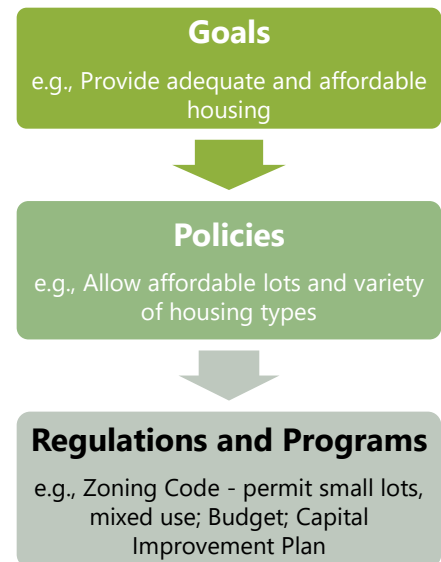 Goals
e.g., Provide adequate and affordable
housing
Policies
e.g., Allow affordable lots and variety
of housing types
Regulations and Programs
e.g., Zoning Code - permit small lots,
mixed use; Budget; Capital
Improvement Plan